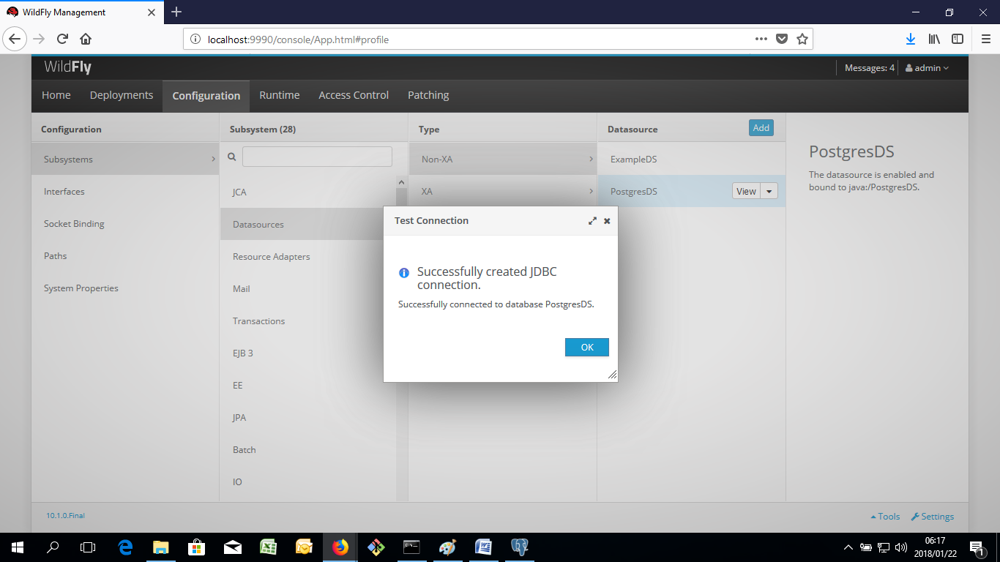 WildFly Management
localhost:9990/console/App.html#profile
WildFly
Messages: 4
admin
Home
Deployments
Configuration
Runtime
Access Control
Patching
Configuration
Subsystems
Interfaces
Socket Binding
Paths
System Properties
Subsystem (28)
JCA
Datasources
Resource Adapters
Mail
Transactions
EJB 3
EE
JPA
Batch
IO
Type
Non-XA
XA
Datasource
Add
ExampleDS
PostgresDS
View
PostgresDS
The datasource is enabled and
bound to java:/PostgresDS.
Test Connection
Successfully created JDBC
connection.
Successfully connected to database PostgresDS.
OK
10.1.0.Final
Tools
Settings
06:17
2018/01/22
1